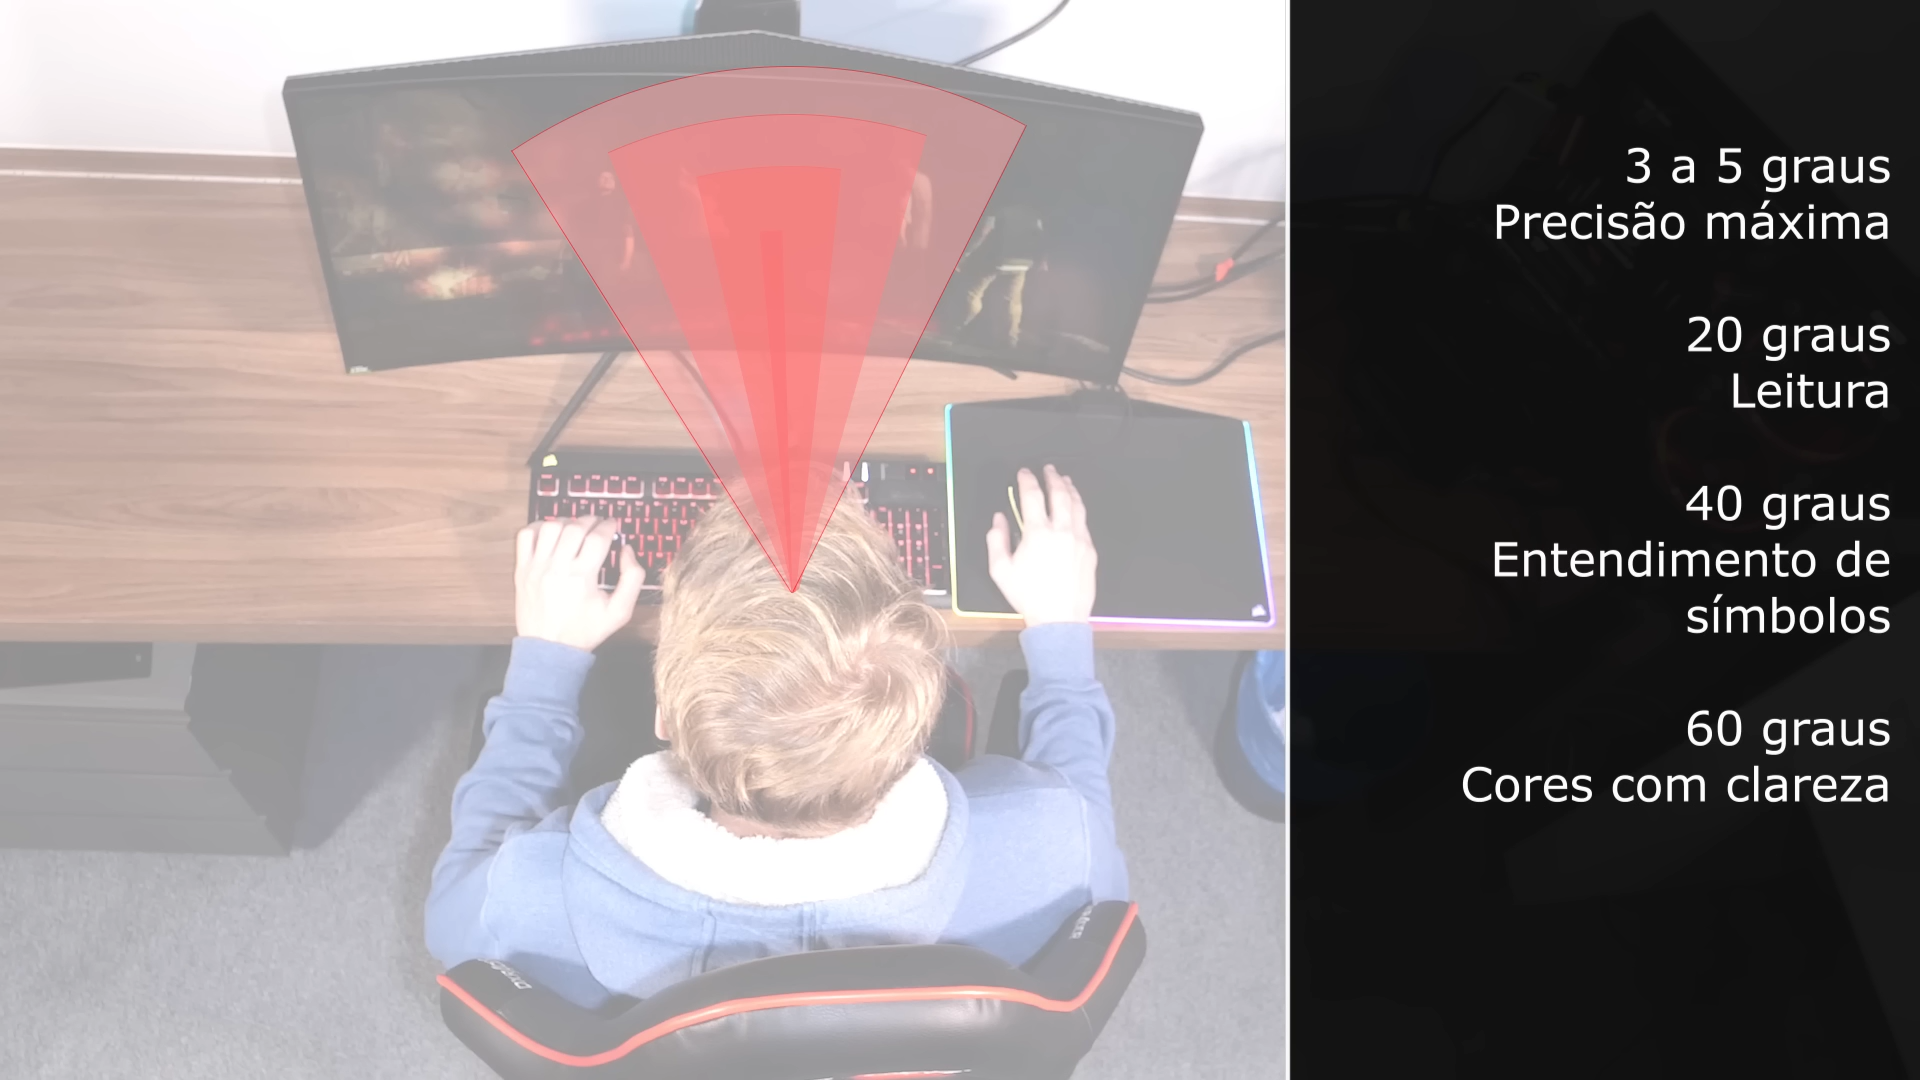 3 a 5 graus
Precisão máxima
20 graus
Leitura
40 graus
Entendimento de
símbolos
60 graus
Cores com clareza